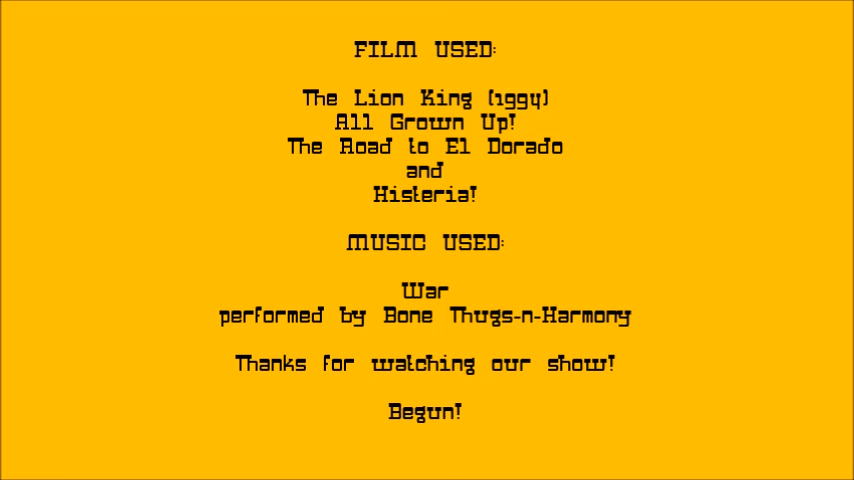 FILM USED:
The Lion King (1994)
All Grown Up!
The Road to El Dorado
and
Histeria!
MUSIC USED:
War
performed by Bone Thugs-n-Harmony
Thanks for watching our show!
Begun!